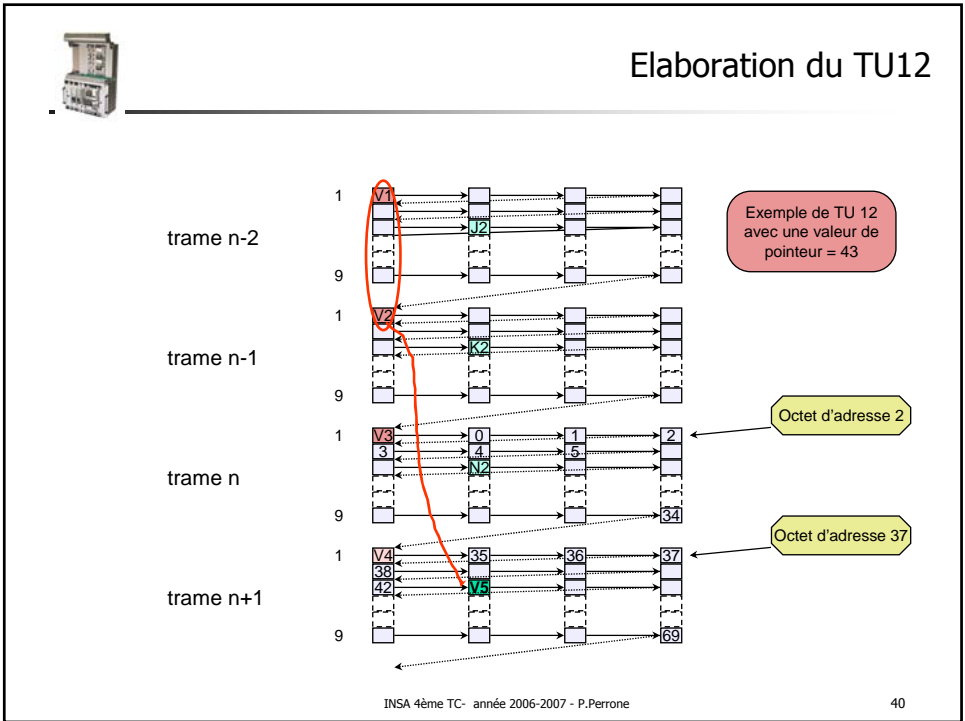 Elaboration du TU12
1 V1
Exemple de TU 12
avec une valeur de
pointeur = 43
trame n-2
J2
9
1 V2
trame n-1
K2
9
Octet d'adresse 2
1 V3 0 1 2
3 4 5
trame n
N2
9 34
Octet d'adresse 37
1 V4 35 36 37
38
42 V5
trame n+1
9 69
INSA 4ème TC- année 2006-2007 - P.Perrone 40